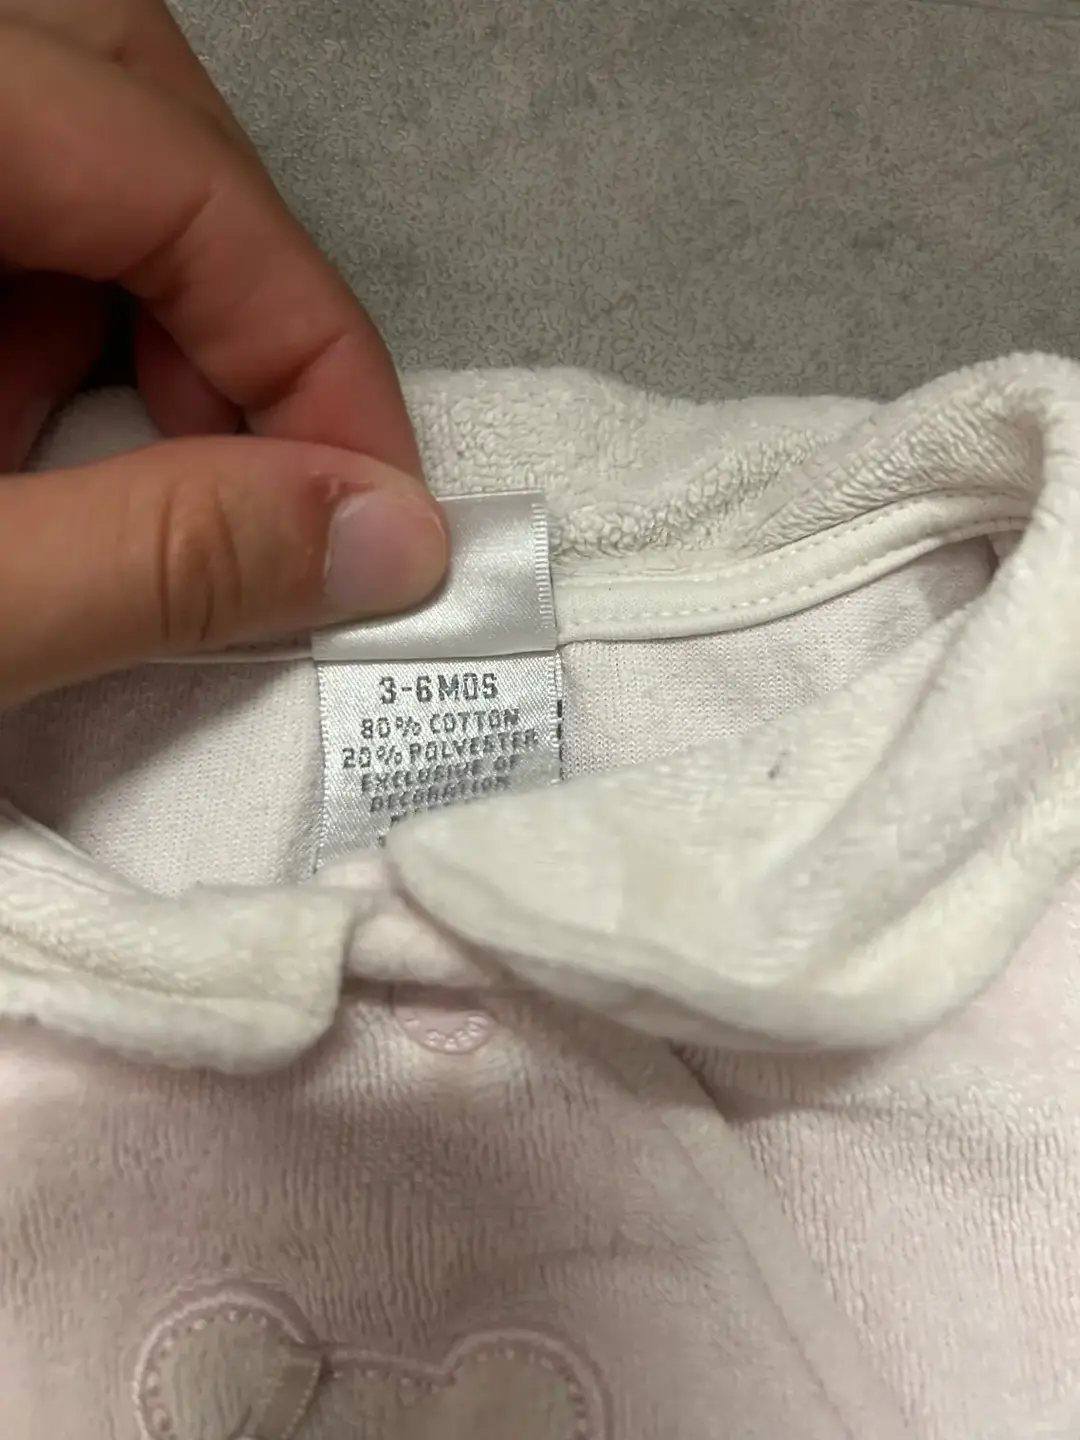 3-6MOS
80% COTTON
20% POLYESTER
EXCLUSIVE OF
DECORATION